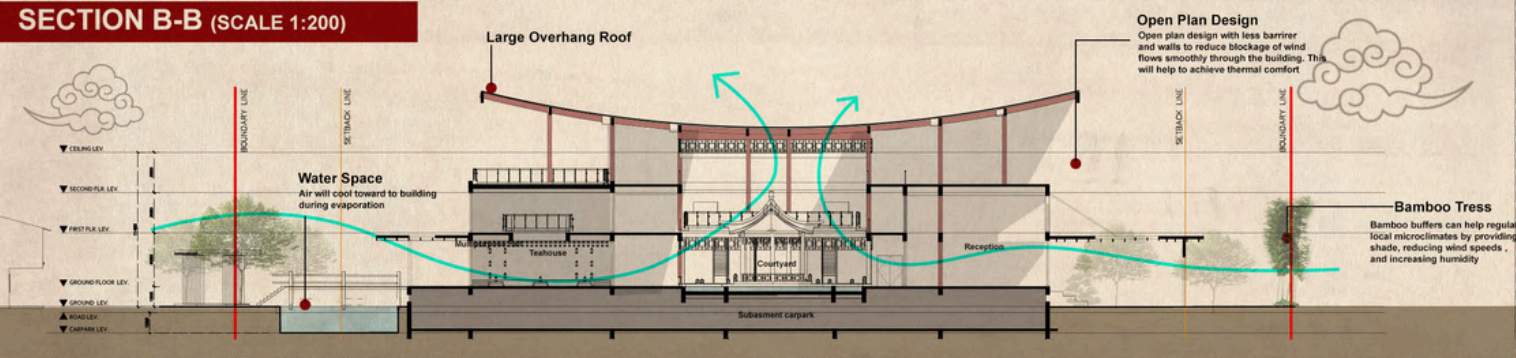 SECTION B-B (SCALE 1:200)
Large Overhang Roof
Open Plan Design
Open plan design with less barrirer
and walls to reduce blockage of wind
flows smoothly through the building. This
will help to achieve thermal comfort
BOUNDARY LINE
SETBACK LINE
SETBACK LINE
BOUNDARY LINE
CEILING LEV.
SECOND FLR. LEV.
FIRST FLR. LEV.
GROUND FLOOR LEV.
GROUND LEV.
ROAD LEV.
CARPARK LEV.
Water Space
Air will cool toward to building
during evaporation
Teahouse
Courtyard
Reception
Bamboo Tress
Bamboo buffers can help regulat
local microclimates by providing
shade, reducing wind speeds ,
and increasing humidity
Subasment carpark